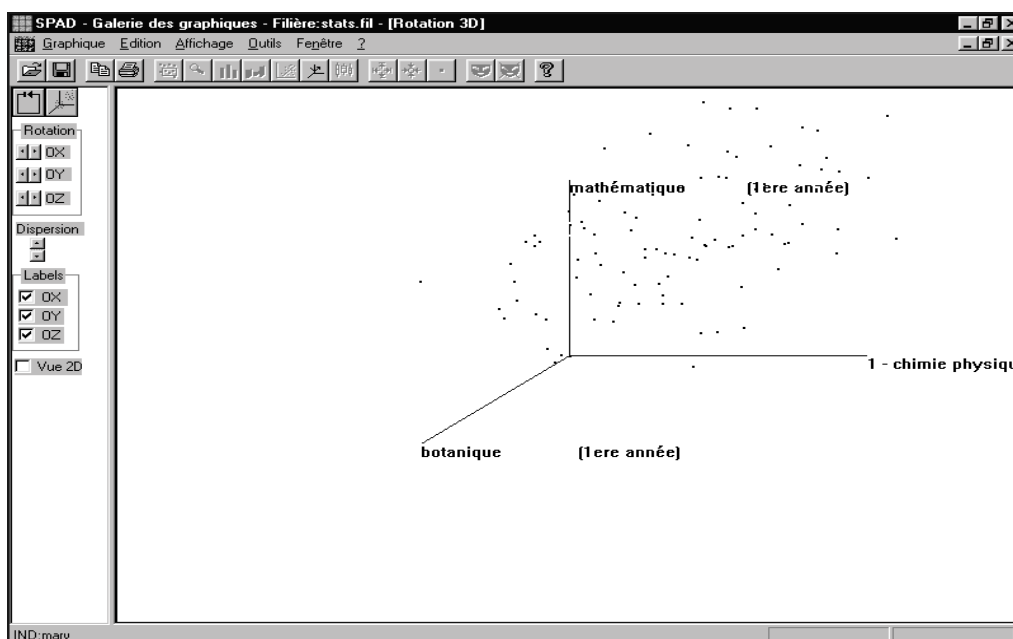 SPAD - Galerie des graphiques - Filière:stats.fil - [Rotation 3D]
Graphique Edition Affichage Outils Fenêtre ?
Rotation
OX
OY
OZ
Dispersion
Labels
OX
OY
OZ
Vue 2D
mathématique (1ère année)
1 - chimie physiqu
botanique (1ere année)
IND:mary